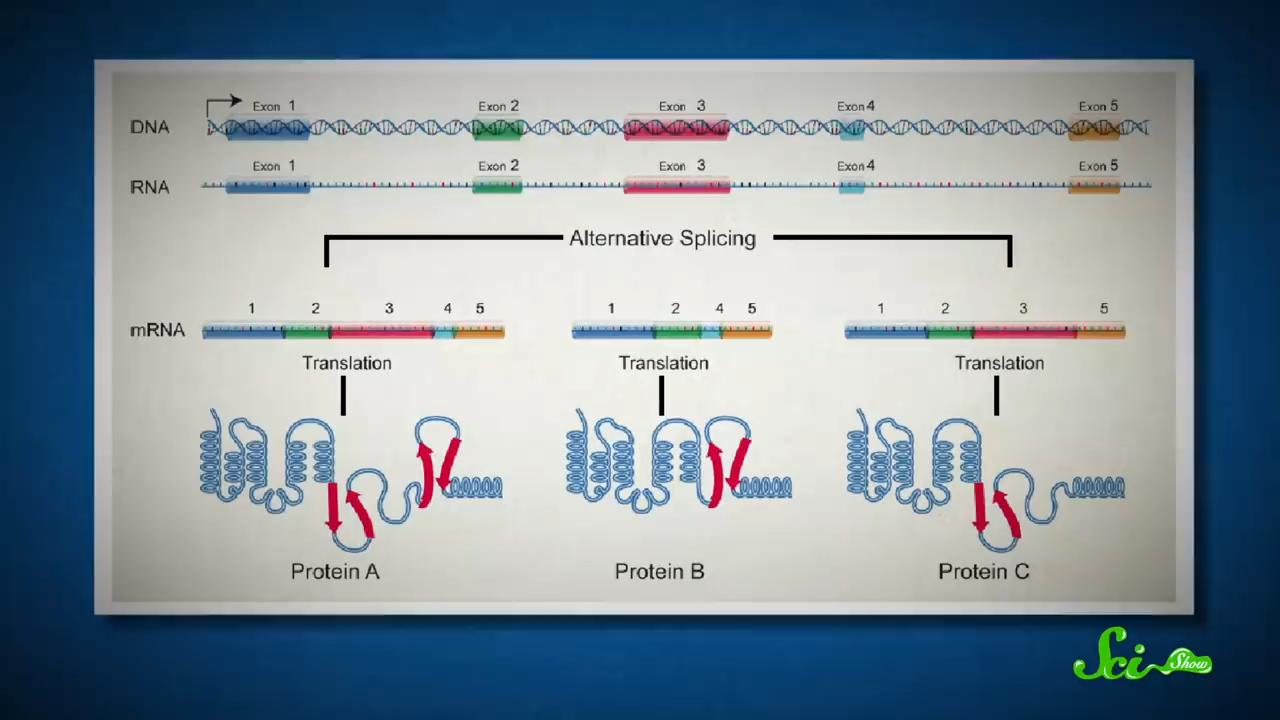 Exon 1 Exon 2 Exon 3 Exon 4 Exon 5
DNA
Exon 1 Exon 2 Exon 3 Exon 4 Exon 5
RNA
Alternative Splicing
1 2 3 4 5 1 2 4 5 1 2 3 5
mRNA
Translation Translation Translation
Protein A Protein B Protein C
Sci Show